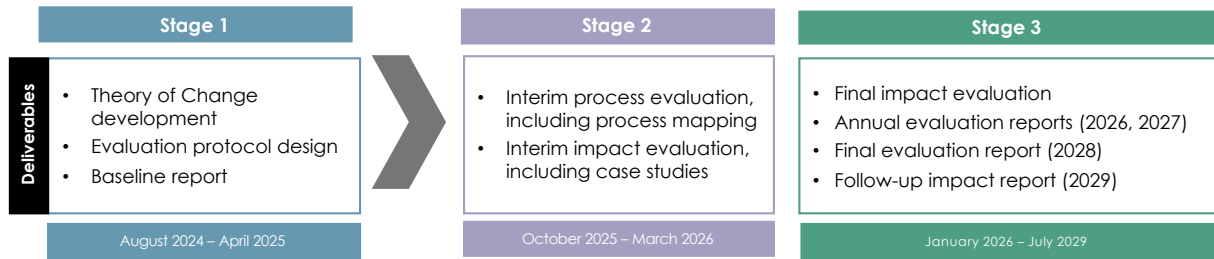 Stage 1
Stage 2
Stage 3
Deliverables
• Theory of Change
development
• Evaluation protocol design
• Baseline report
• Interim process evaluation,
including process mapping
• Interim impact evaluation,
including case studies
• Final impact evaluation
• Annual evaluation reports (2026, 2027)
• Final evaluation report (2028)
• Follow-up impact report (2029)
August 2024 – April 2025
October 2025 – March 2026
January 2026 – July 2029